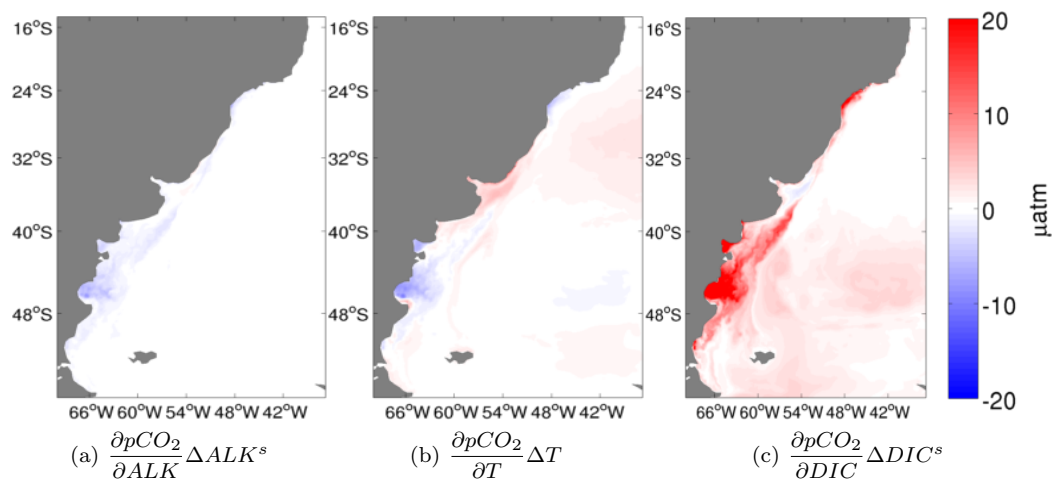 16°S 24°S 32°S 40°S 48°S
66°W 60°W 54°W 48°W 42°W
16°S 24°S 32°S 40°S 48°S
66°W 60°W 54°W 48°W 42°W
16°S 24°S 32°S 40°S 48°S
66°W 60°W 54°W 48°W 42°W
20 10 0 -10 -20
µatm
(a) ∂pCO₂/∂ALK ΔALKˢ
(b) ∂pCO₂/∂T ΔT
(c) ∂pCO₂/∂DIC ΔDICˢ